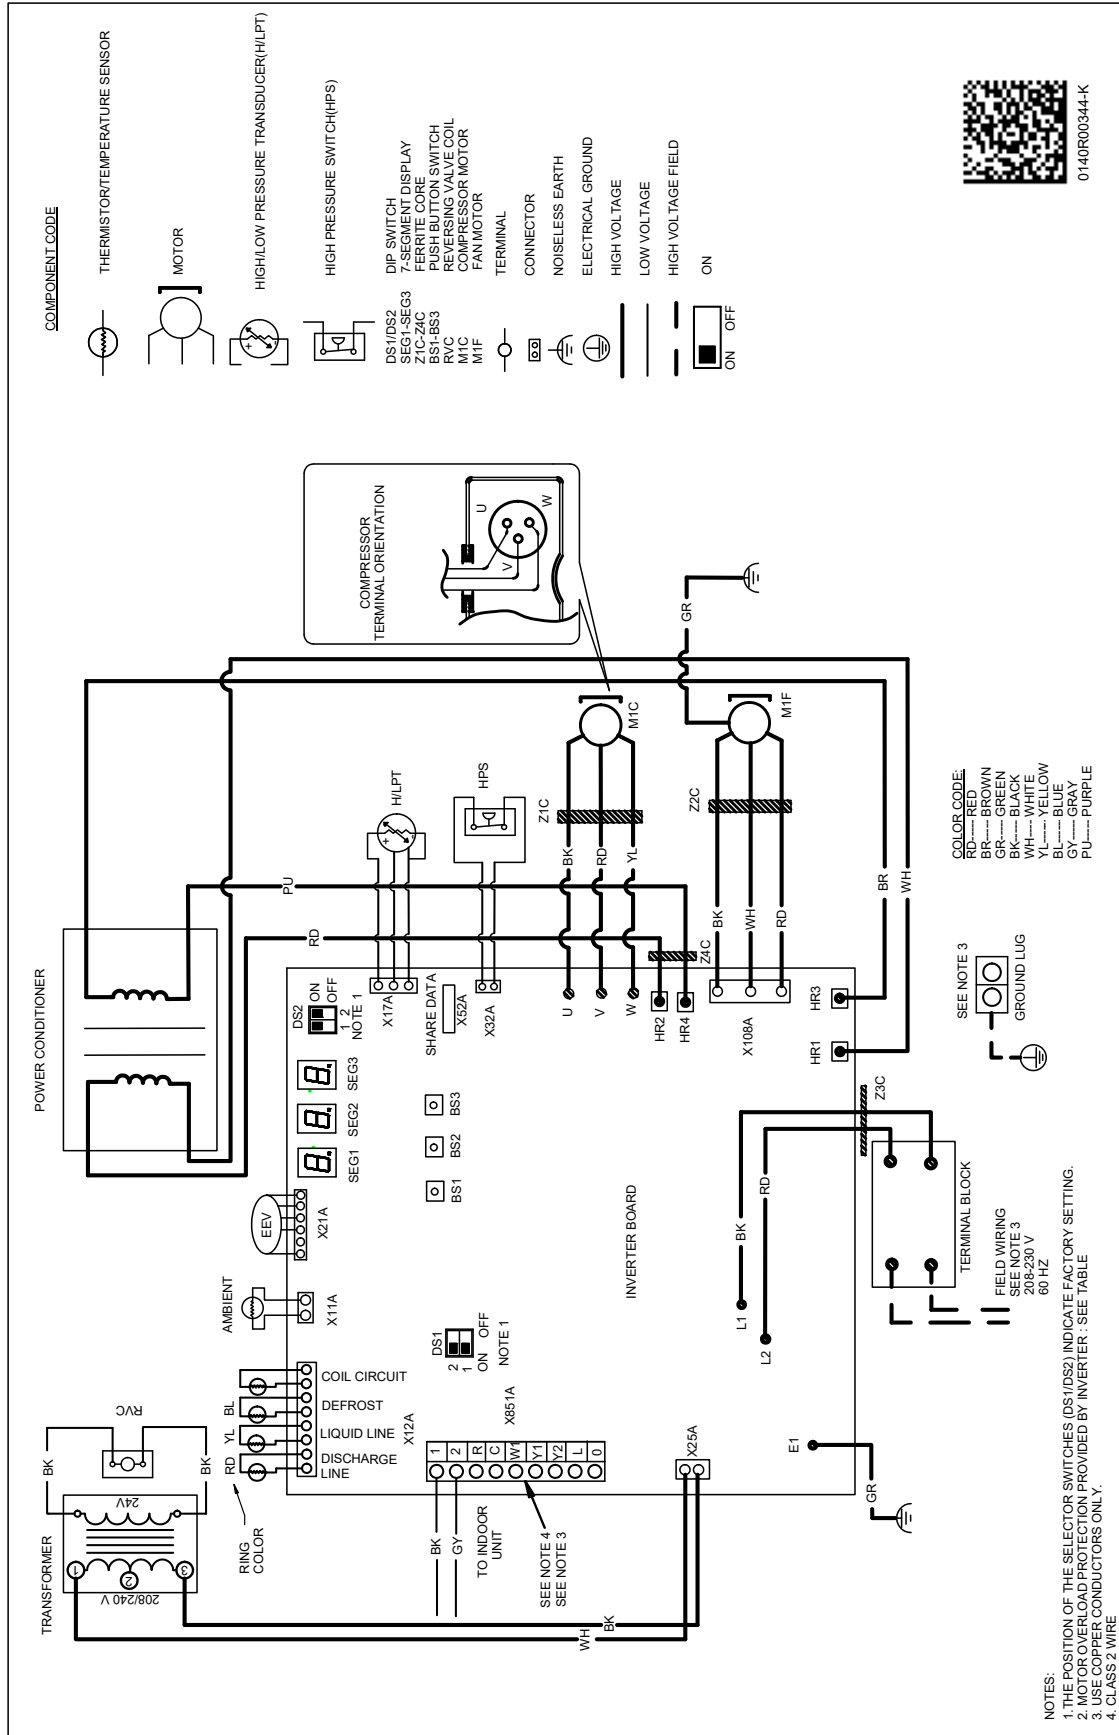 COMPONENT CODE
THERMISTOR/TEMPERATURE SENSOR
MOTOR
HIGH/LOW PRESSURE TRANSDUCER(H/LPT)
HIGH PRESSURE SWITCH(HPS)
DS1/DS2 DIP SWITCH
SEG1-SEG3 7-SEGMENT DISPLAY
Z1C-Z4C FERRITE CORE
BS1-BS3 PUSH BUTTON SWITCH
RVC REVERSING VALVE COIL
M1C COMPRESSOR MOTOR
M1F FAN MOTOR
TERMINAL
CONNECTOR
NOISELESS EARTH
ELECTRICAL GROUND
HIGH VOLTAGE
LOW VOLTAGE
HIGH VOLTAGE FIELD
ON OFF
ON
0140R00344-K
COMPRESSOR
TERMINAL ORIENTATION
U
V
W
POWER CONDITIONER
TRANSFORMER
208/240 V
24V
1
2
3
RVC
BK
BK
WH
BK
RING
COLOR
RD
YL
BL
AMBIENT
EEV
X11A
X21A
COIL CIRCUIT
DEFROST
LIQUID LINE
DISCHARGE
LINE
X12A
SEG1
SEG2
SEG3
DS2
ON
OFF
1 2
NOTE 1
X17A
SHARE DATA
X52A
X32A
BS1
BS2
BS3
DS1
2
1
ON OFF
NOTE 1
X851A
1
2
R
C
W1
Y1
Y2
L
0
BK
GY
TO INDOOR
UNIT
SEE NOTE 4
SEE NOTE 3
X25A
INVERTER BOARD
RD
PU
H/LPT
HPS
Z1C
BK
RD
YL
U
V
W
M1C
HR2
HR4
Z4C
X108A
BK
WH
RD
Z2C
M1F
GR
HR1
HR3
BR
WH
L1
L2
BK
RD
Z3C
E1
GR
TERMINAL BLOCK
FIELD WIRING
SEE NOTE 3
208-230 V
60 HZ
SEE NOTE 3
GROUND LUG
COLOR CODE:
RD----- RED
BR----- BROWN
GR----- GREEN
BK----- BLACK
WH---- WHITE
YL----- YELLOW
BL----- BLUE
GY----- GRAY
PU----- PURPLE
NOTES:
1.THE POSITION OF THE SELECTOR SWITCHES (DS1/DS2) INDICATE FACTORY SETTING.
2. MOTOR OVERLOAD PROTECTION PROVIDED BY INVERTER : SEE TABLE
3. USE COPPER CONDUCTORS ONLY.
4. CLASS 2 WIRE